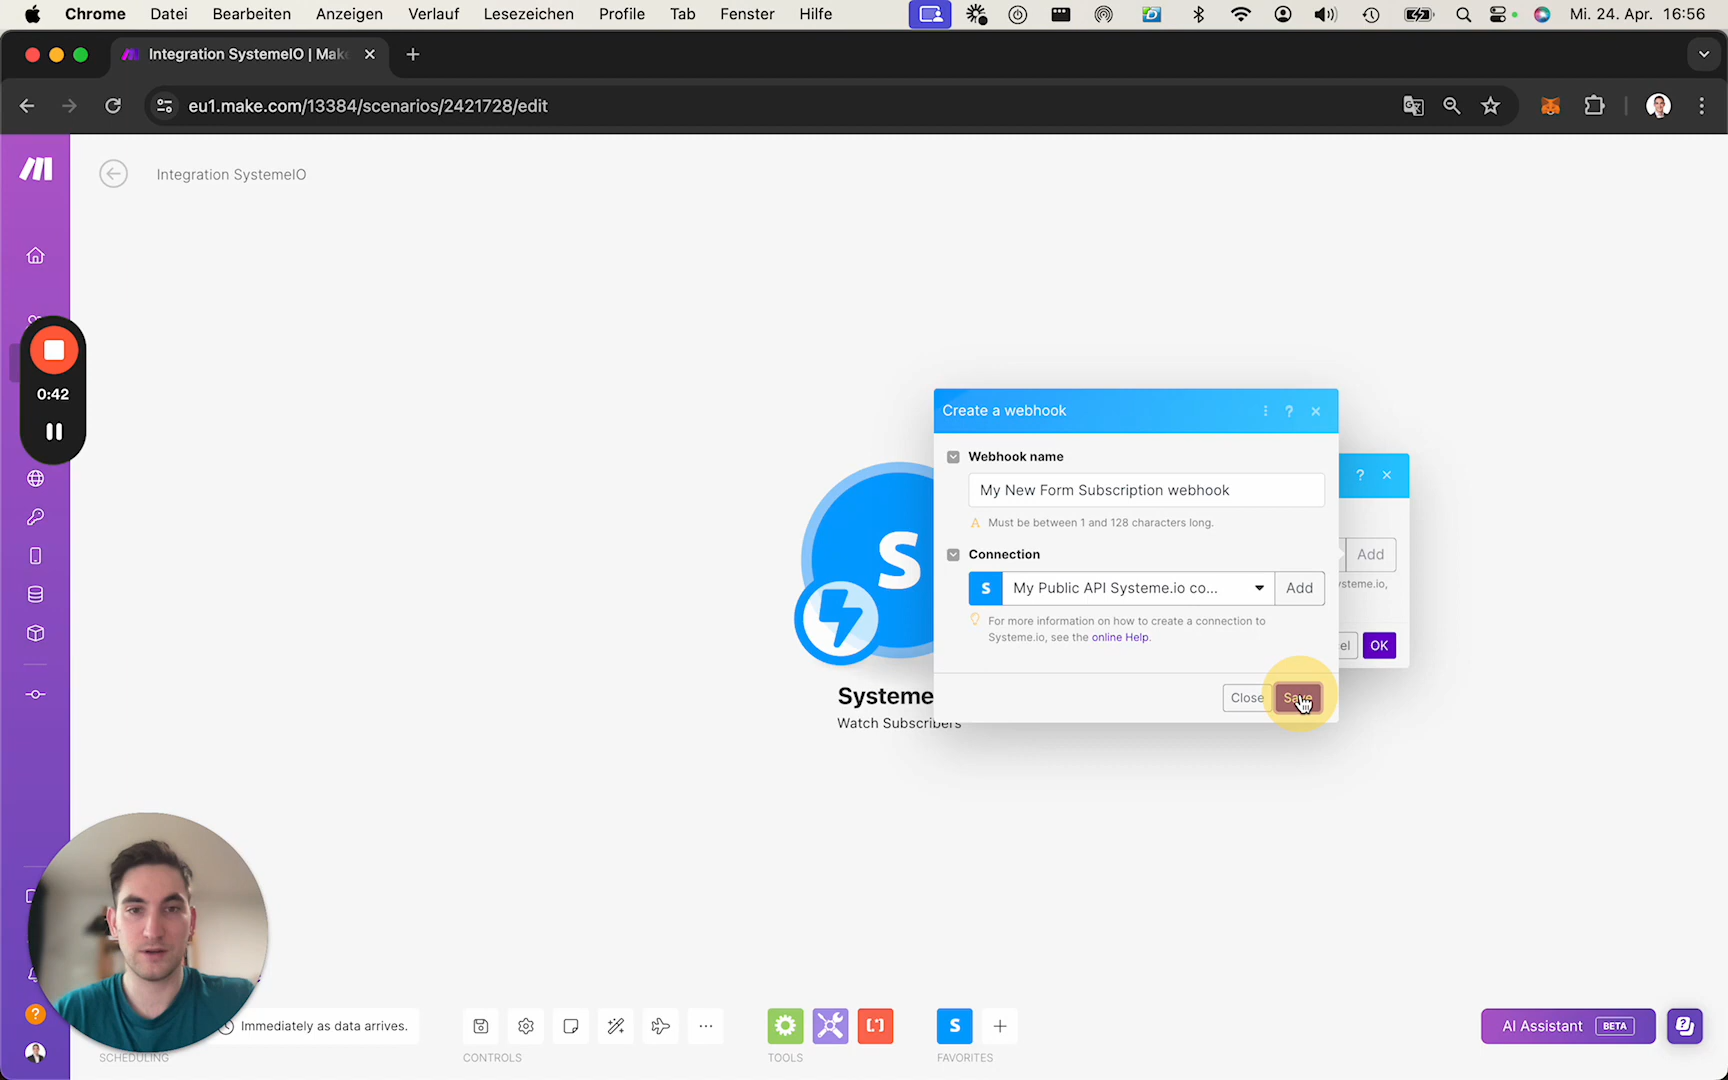 Chrome Datei Bearbeiten Anzeigen Verlauf Lesezeichen Profile Tab Fenster Hilfe Mi. 24. Apr. 16:56
Integration SystemeIO | Make
eu1.make.com/13384/scenarios/2421728/edit
Integration SystemeIO
0:42
Create a webhook
Webhook name
My New Form Subscription webhook
Must be between 1 and 128 characters long.
Connection
S My Public API Systeme.io co... Add
For more information on how to create a connection to
Systeme.io, see the online Help.
Close Save
Add
steme.io,
el OK
S
Systeme
Watch Subscribers
Immediately as data arrives.
SCHEDULING CONTROLS TOOLS FAVORITES
S
AI Assistant BETA